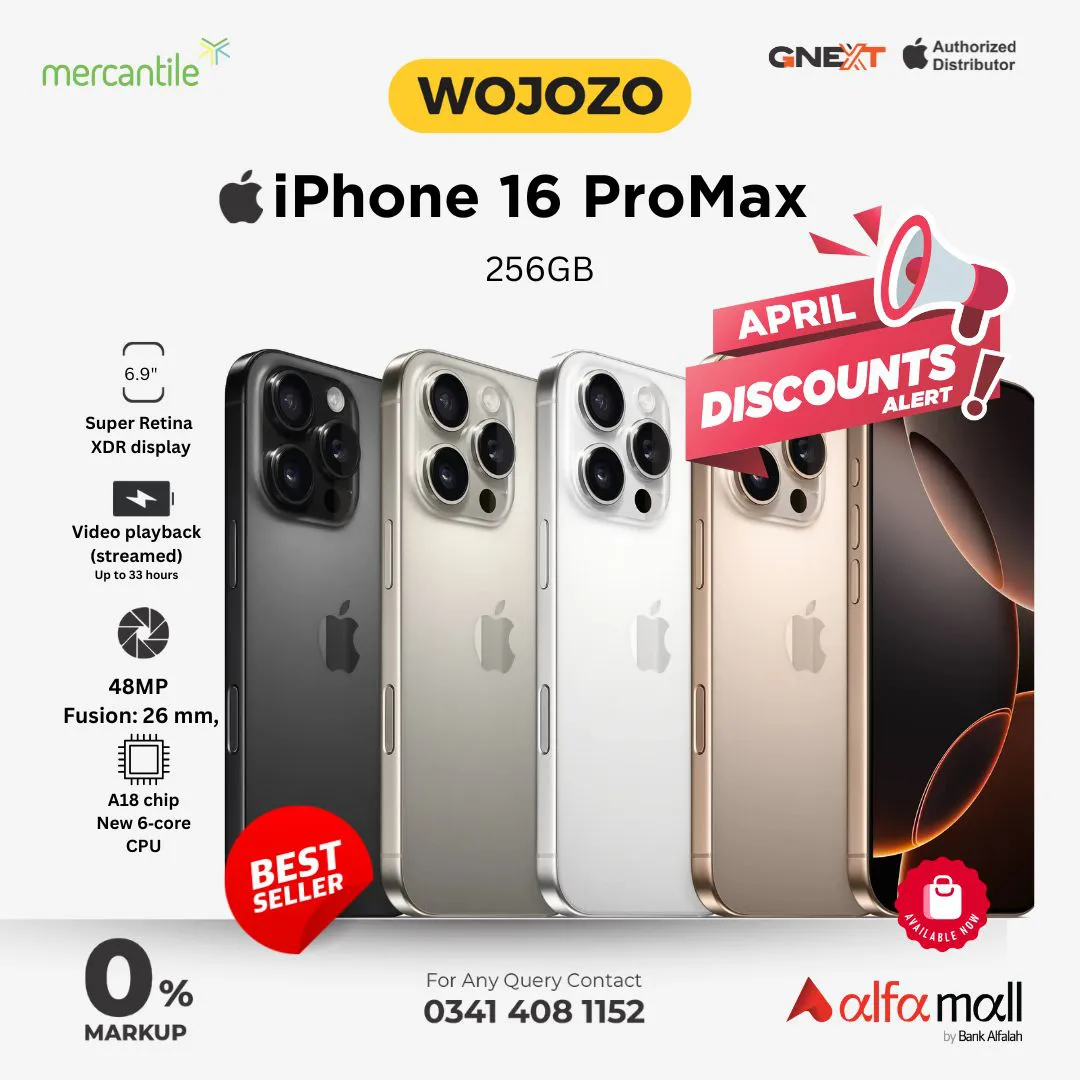 mercantile
GNEXT
Authorized
Distributor
WOJOZO
iPhone 16 ProMax
256GB
APRIL
DISCOUNTS
ALERT
6.9"
Super Retina
XDR display
Video playback
(streamed)
Up to 33 hours
48MP
Fusion: 26 mm,
A18 chip
New 6-core
CPU
BEST
SELLER
AVAILABLE NOW
0%
MARKUP
For Any Query Contact
0341 408 1152
alfa mall
by Bank Alfalah